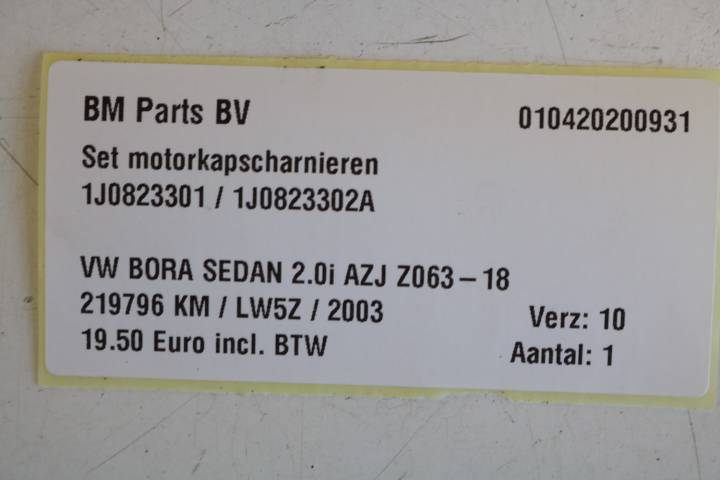 BM Parts BV 010420200931
Set motorkapscharnieren
1J0823301 / 1J0823302A
VW BORA SEDAN 2.0i AZJ Z063 – 18
219796 KM / LW5Z / 2003 Verz: 10
19.50 Euro incl. BTW Aantal: 1